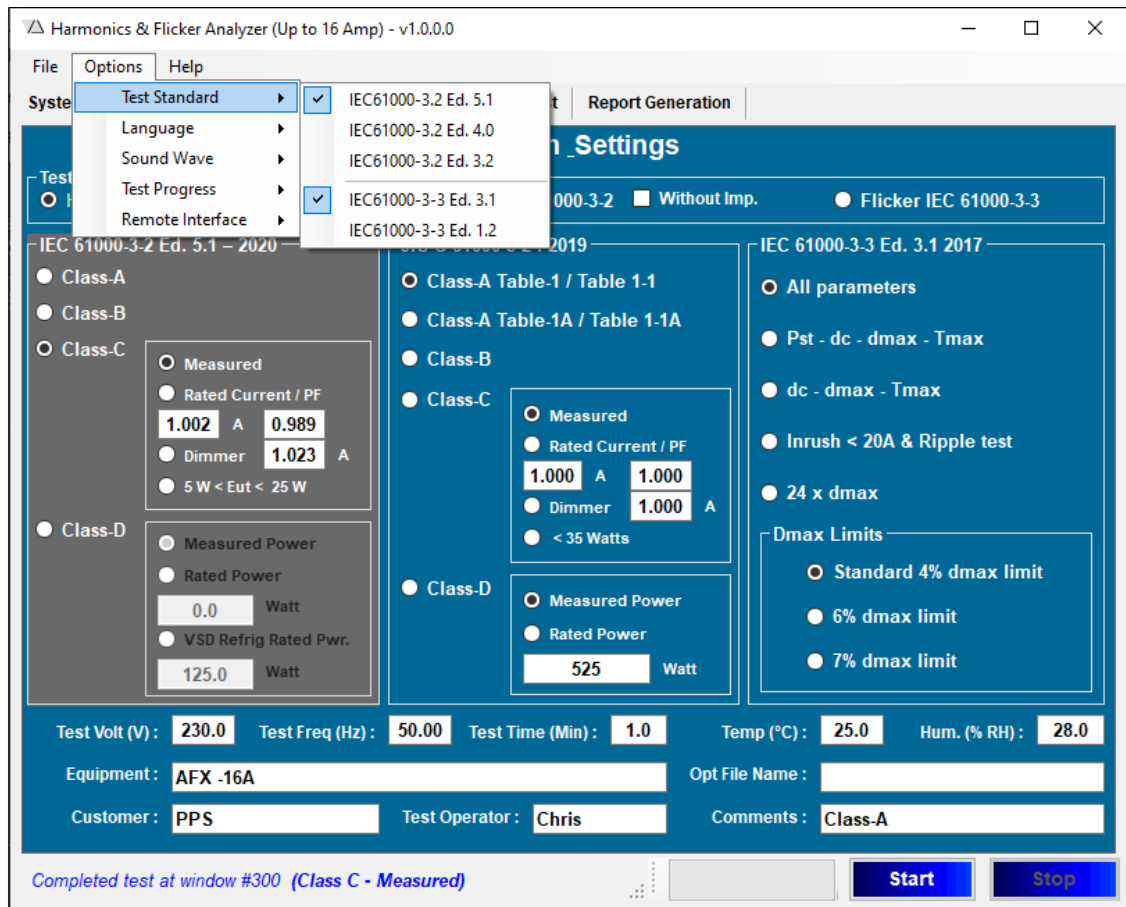 Harmonics & Flicker Analyzer (Up to 16 Amp) - v1.0.0.0
File Options Help
Syste
Report Generation
Test Standard
Language
Sound Wave
Test Progress
Remote Interface
IEC61000-3.2 Ed. 5.1
IEC61000-3.2 Ed. 4.0
IEC61000-3.2 Ed. 3.2
IEC61000-3-3 Ed. 3.1
IEC61000-3-3 Ed. 1.2
_Settings
Test
000-3-2 Without Imp. Flicker IEC 61000-3-3
IEC 61000-3-2 Ed. 5.1 – 2020
Class-A
Class-B
Class-C
Measured
Rated Current / PF
1.002 A 0.989
Dimmer 1.023 A
5 W < Eut < 25 W
Class-D
Measured Power
Rated Power
0.0 Watt
VSD Refrig Rated Pwr.
125.0 Watt
2019
Class-A Table-1 / Table 1-1
Class-A Table-1A / Table 1-1A
Class-B
Class-C
Measured
Rated Current / PF
1.000 A 1.000
Dimmer 1.000 A
< 35 Watts
Class-D
Measured Power
Rated Power
525 Watt
IEC 61000-3-3 Ed. 3.1 2017
All parameters
Pst - dc - dmax - Tmax
dc - dmax - Tmax
Inrush < 20A & Ripple test
24 x dmax
Dmax Limits
Standard 4% dmax limit
6% dmax limit
7% dmax limit
Test Volt (V) : 230.0 Test Freq (Hz) : 50.00 Test Time (Min) : 1.0 Temp (°C) : 25.0 Hum. (% RH) : 28.0
Equipment : AFX -16A Opt File Name :
Customer : PPS Test Operator : Chris Comments : Class-A
Completed test at window #300 (Class C - Measured)
Start Stop